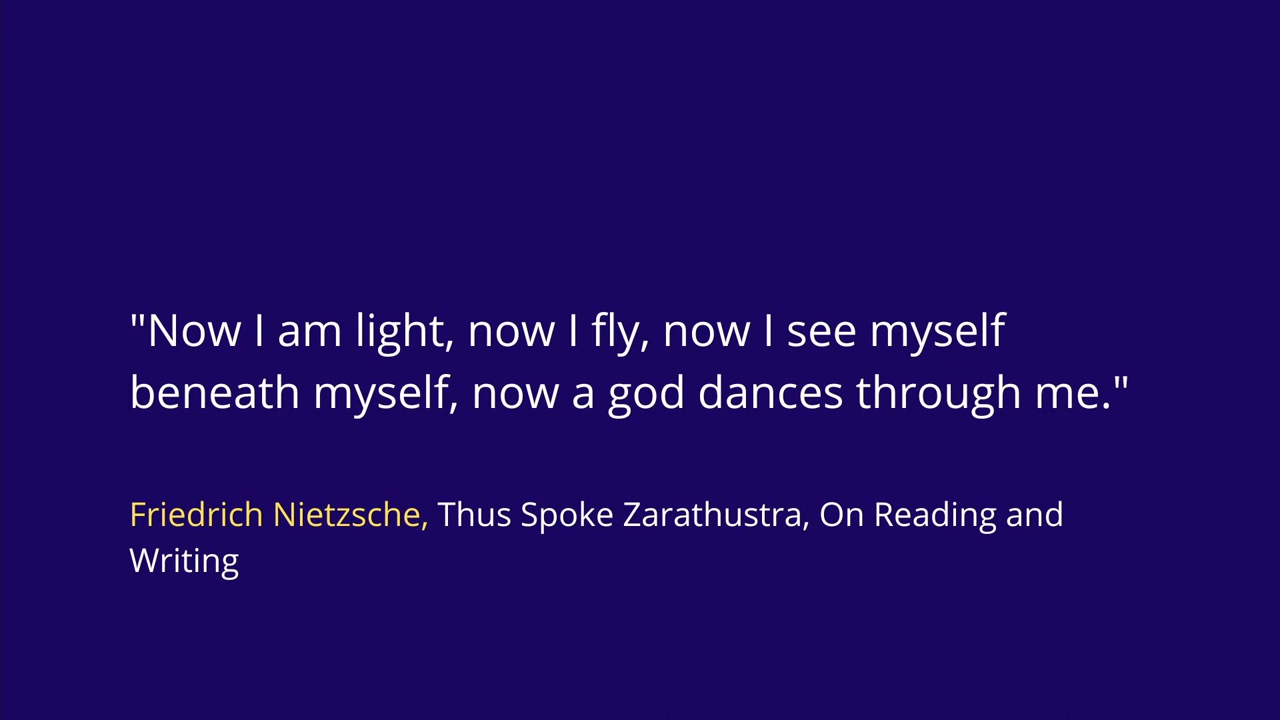 "Now I am light, now I fly, now I see myself
beneath myself, now a god dances through me."
Friedrich Nietzsche, Thus Spoke Zarathustra, On Reading and
Writing